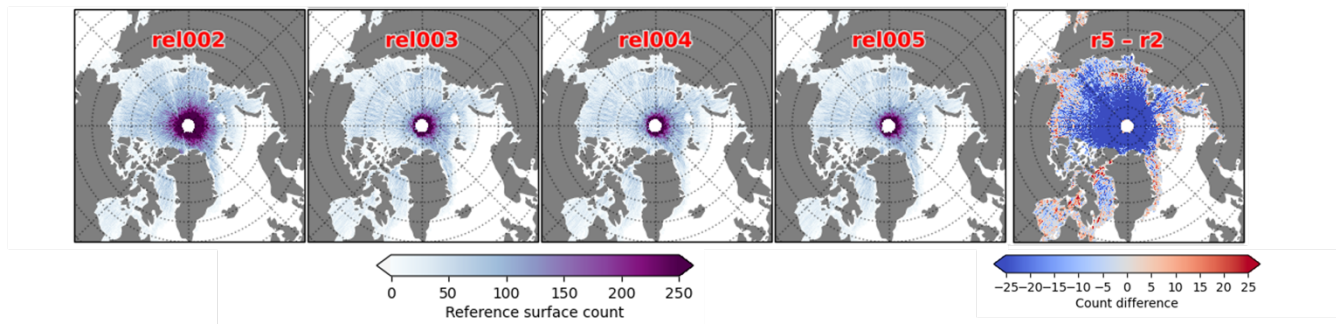 rel002
rel003
rel004
rel005
r5 – r2
0 50 100 150 200 250
Reference surface count
−25−20−15−10−5 0 5 10 15 20 25
Count difference